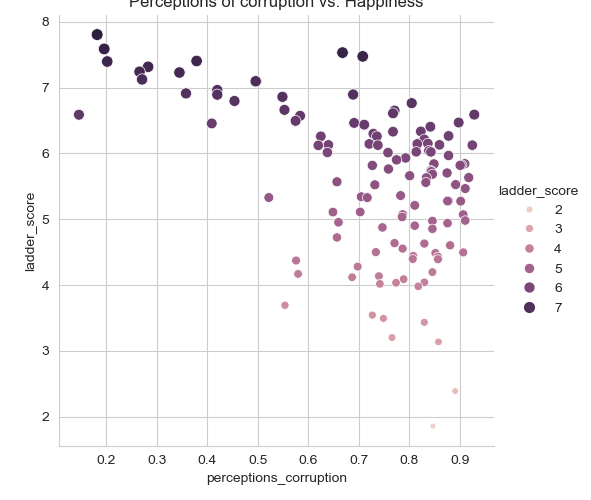 Perceptions of corruption vs. Happiness
8
7
6
5
4
3
2
ladder_score
0.2 0.3 0.4 0.5 0.6 0.7 0.8 0.9
perceptions_corruption
ladder_score
2
3
4
5
6
7